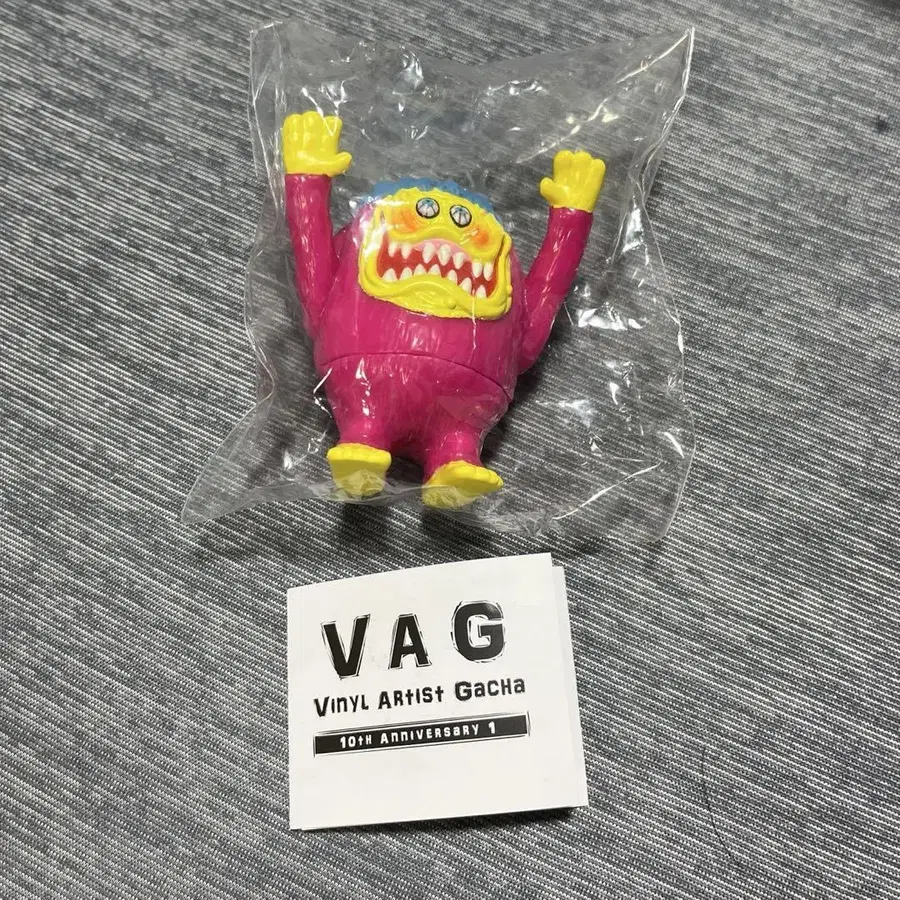 VAG
Vinyl Artist Gacha
10th Anniversary 1